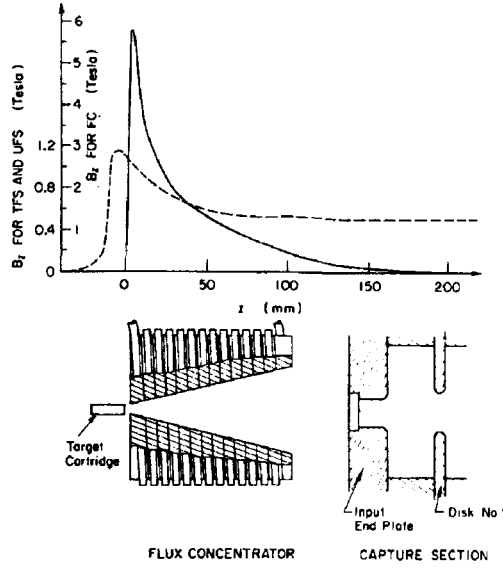 B_z FOR TFS AND UFS (Tesla)
B_z FOR FC (Tesla)
6
5
4
3
2
1
1.2
0.8
0.4
0
0
50
100
150
200
z (mm)
Target
Cartridge
Input
End Plate
Disk No
FLUX CONCENTRATOR
CAPTURE SECTION